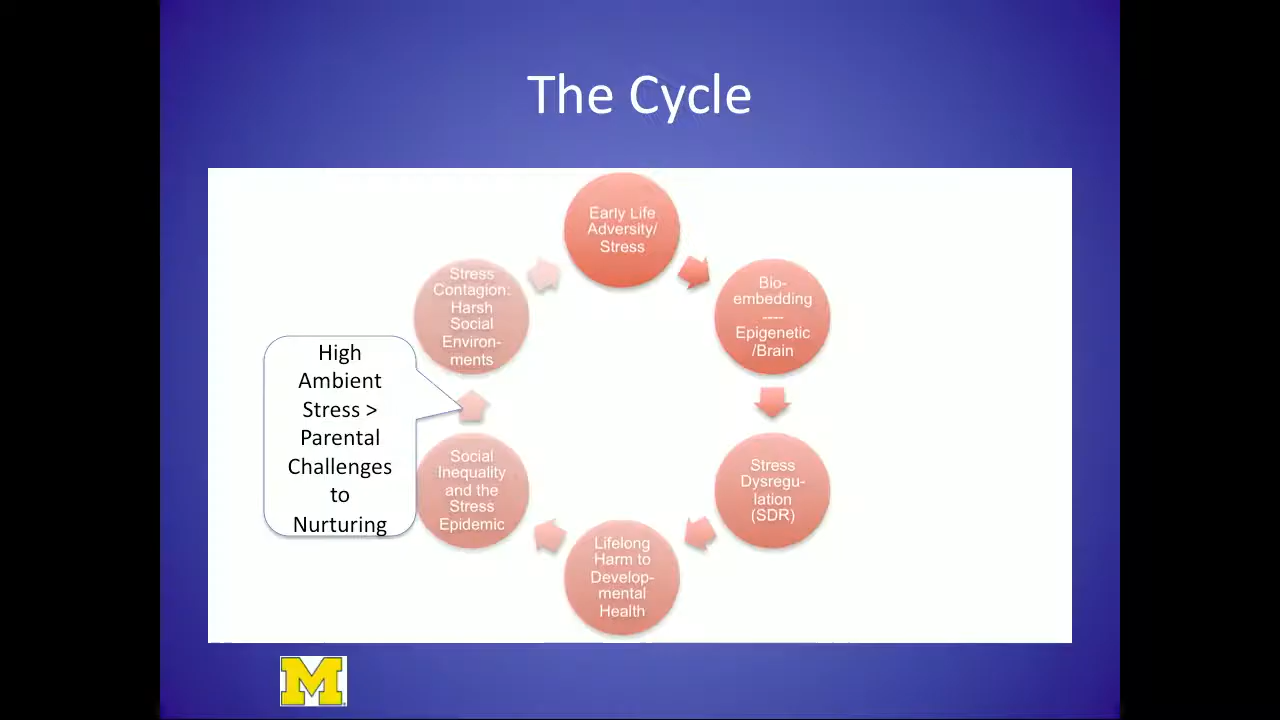 The Cycle
Early Life
Adversity/
Stress
Bio-
embedding
----
Epigenetic
/Brain
Stress
Dysregu-
lation
(SDR)
Lifelong
Harm to
Develop-
mental
Health
Social
Inequality
and the
Stress
Epidemic
High
Ambient
Stress >
Parental
Challenges
to
Nurturing
Stress
Contagion:
Harsh
Social
Environ-
ments
M